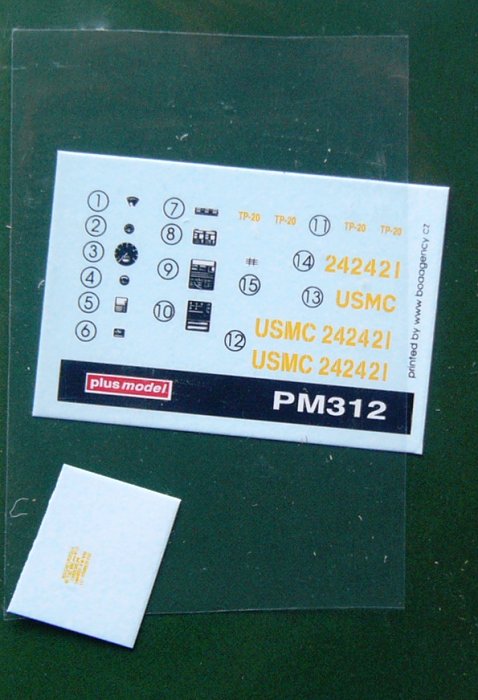 1
2
3
4
5
6
7
8
9
10
TP-20 TP-20 11 TP-20 TP-20
14 242421
15
13 USMC
12 USMC 242421
USMC 242421
plusmodel
PM312
printed by www.boaagency.cz